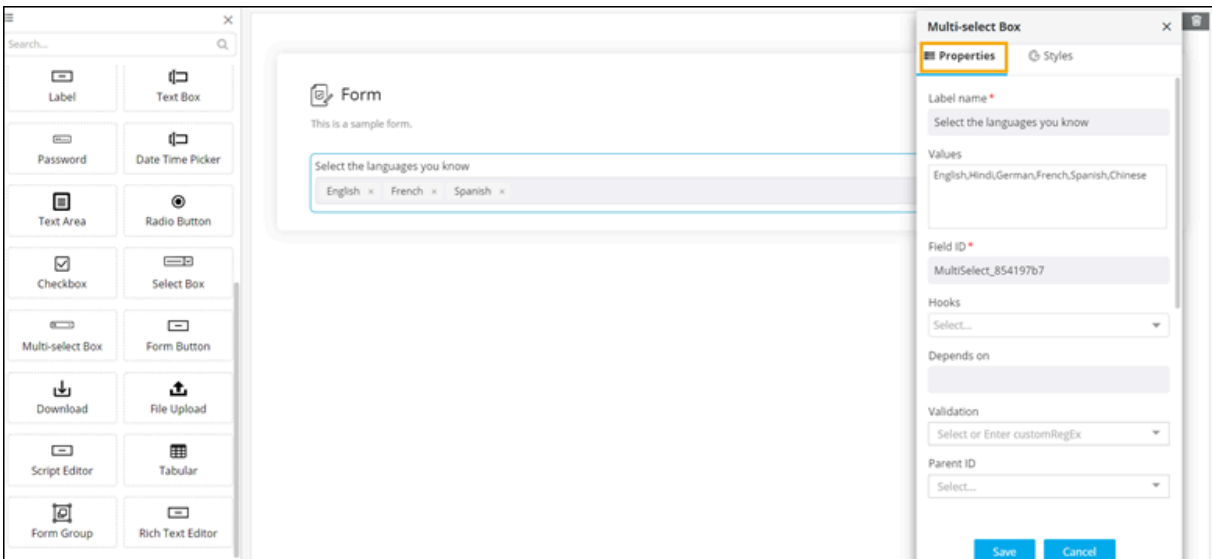 Search...
Label
Text Box
Password
Date Time Picker
Text Area
Radio Button
Checkbox
Select Box
Multi-select Box
Form Button
Download
File Upload
Script Editor
Tabular
Form Group
Rich Text Editor
Form
This is a sample form.
Select the languages you know
English × French × Spanish ×
Multi-select Box
Properties Styles
Label name *
Select the languages you know
Values
English,Hindi,German,French,Spanish,Chinese
Field ID *
MultiSelect_854197b7
Hooks
Select...
Depends on
Validation
Select or Enter customRegEx
Parent ID
Select...
Save Cancel